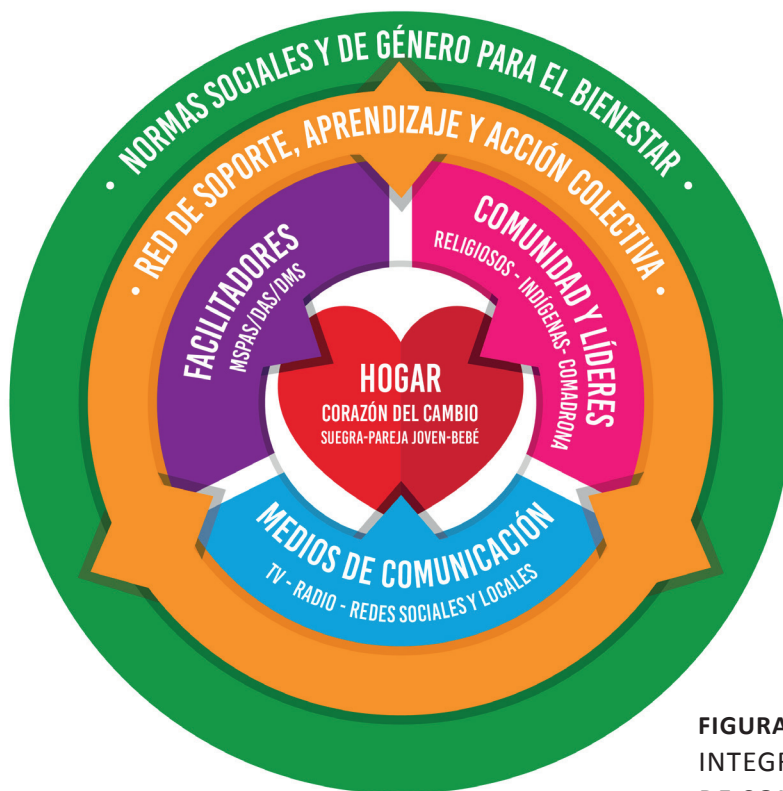 • NORMAS SOCIALES Y DE GÉNERO PARA EL BIENESTAR •
• RED DE SOPORTE, APRENDIZAJE Y ACCIÓN COLECTIVA •
FACILITADORES
MSPAS/DAS/DMS
COMUNIDAD Y LÍDERES
RELIGIOSOS - INDÍGENAS- COMADRONA
HOGAR
CORAZÓN DEL CAMBIO
SUEGRA-PAREJA JOVEN-BEBÉ
MEDIOS DE COMUNICACIÓN
TV - RADIO - REDES SOCIALES Y LOCALES
FIGURA
INTEGR